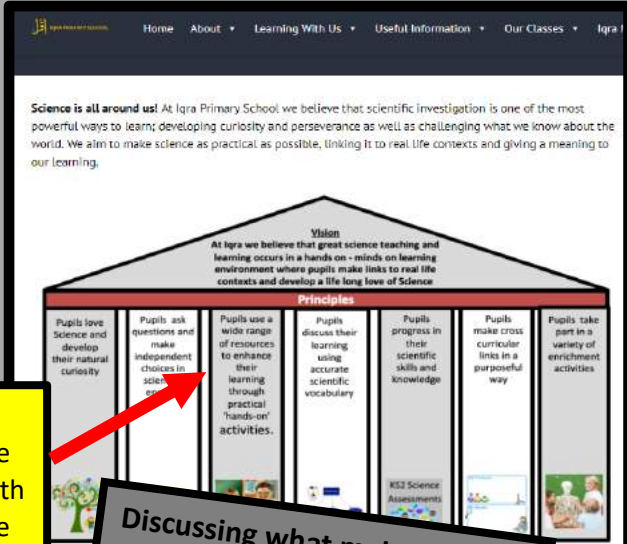 IQRA PRIMARY SCHOOL
Home About Learning With Us Useful Information Our Classes Iqra
Science is all around us! At Iqra Primary School we believe that scientific investigation is one of the most
powerful ways to learn; developing curiosity and perseverance as well as challenging what we know about the
world. We aim to make science as practical as possible, linking it to real life contexts and giving a meaning to
our learning.
Vision
At Iqra we believe that great science teaching and
learning occurs in a hands on - minds on learning
environment where pupils make links to real life
contexts and develop a life long love of Science
Principles
Pupils love
Science and
develop
their natural
curiosity
Pupils ask
questions and
make
independent
choices in
Pupils use a
wide range
of resources
to enhance
their
learning
through
practical
'hands-on'
activities.
Pupils
discuss their
learning
using
accurate
scientific
vocabulary
Pupils
progress in
their
scientific
skills and
knowledge
KS2 Science
Assessments
Pupils
make cross
curricular
links in a
purposeful
way
Pupils take
part in a
variety of
enrichment
activities
Discussing what